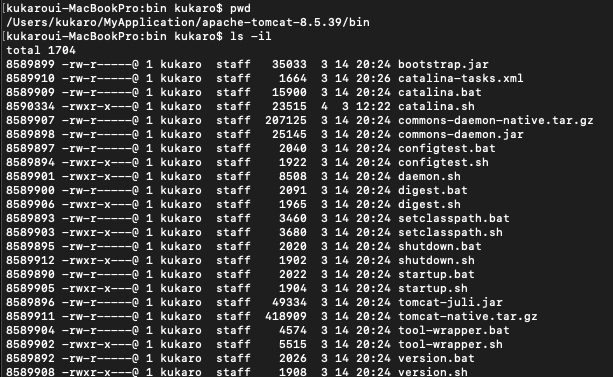 [kukaroui-MacBookPro:bin kukaro$ pwd
/Users/kukaro/MyApplication/apache-tomcat-8.5.39/bin
[kukaroui-MacBookPro:bin kukaro$ ls -il
total 1704
8589899 -rw-r-----@ 1 kukaro  staff   35033  3 14 20:24 bootstrap.jar
8589910 -rw-r-----@ 1 kukaro  staff    1664  3 14 20:26 catalina-tasks.xml
8589909 -rw-r-----@ 1 kukaro  staff   15900  3 14 20:24 catalina.bat
8590334 -rwxr-x---@ 1 kukaro  staff   23515  4  3 12:22 catalina.sh
8589907 -rw-r-----@ 1 kukaro  staff  207125  3 14 20:24 commons-daemon-native.tar.gz
8589898 -rw-r-----@ 1 kukaro  staff   25145  3 14 20:24 commons-daemon.jar
8589897 -rw-r-----@ 1 kukaro  staff    2040  3 14 20:24 configtest.bat
8589894 -rwxr-x---@ 1 kukaro  staff    1922  3 14 20:24 configtest.sh
8589901 -rwxr-x---@ 1 kukaro  staff    8508  3 14 20:24 daemon.sh
8589900 -rw-r-----@ 1 kukaro  staff    2091  3 14 20:24 digest.bat
8589906 -rwxr-x---@ 1 kukaro  staff    1965  3 14 20:24 digest.sh
8589893 -rw-r-----@ 1 kukaro  staff    3460  3 14 20:24 setclasspath.bat
8589903 -rwxr-x---@ 1 kukaro  staff    3680  3 14 20:24 setclasspath.sh
8589895 -rw-r-----@ 1 kukaro  staff    2020  3 14 20:24 shutdown.bat
8589912 -rwxr-x---@ 1 kukaro  staff    1902  3 14 20:24 shutdown.sh
8589890 -rw-r-----@ 1 kukaro  staff    2022  3 14 20:24 startup.bat
8589905 -rwxr-x---@ 1 kukaro  staff    1904  3 14 20:24 startup.sh
8589896 -rw-r-----@ 1 kukaro  staff   49334  3 14 20:24 tomcat-juli.jar
8589911 -rw-r-----@ 1 kukaro  staff  418909  3 14 20:24 tomcat-native.tar.gz
8589904 -rw-r-----@ 1 kukaro  staff    4574  3 14 20:24 tool-wrapper.bat
8589902 -rwxr-x---@ 1 kukaro  staff    5515  3 14 20:24 tool-wrapper.sh
8589892 -rw-r-----@ 1 kukaro  staff    2026  3 14 20:24 version.bat
8589908 -rwxr-x---@ 1 kukaro  staff    1908  3 14 20:24 version.sh